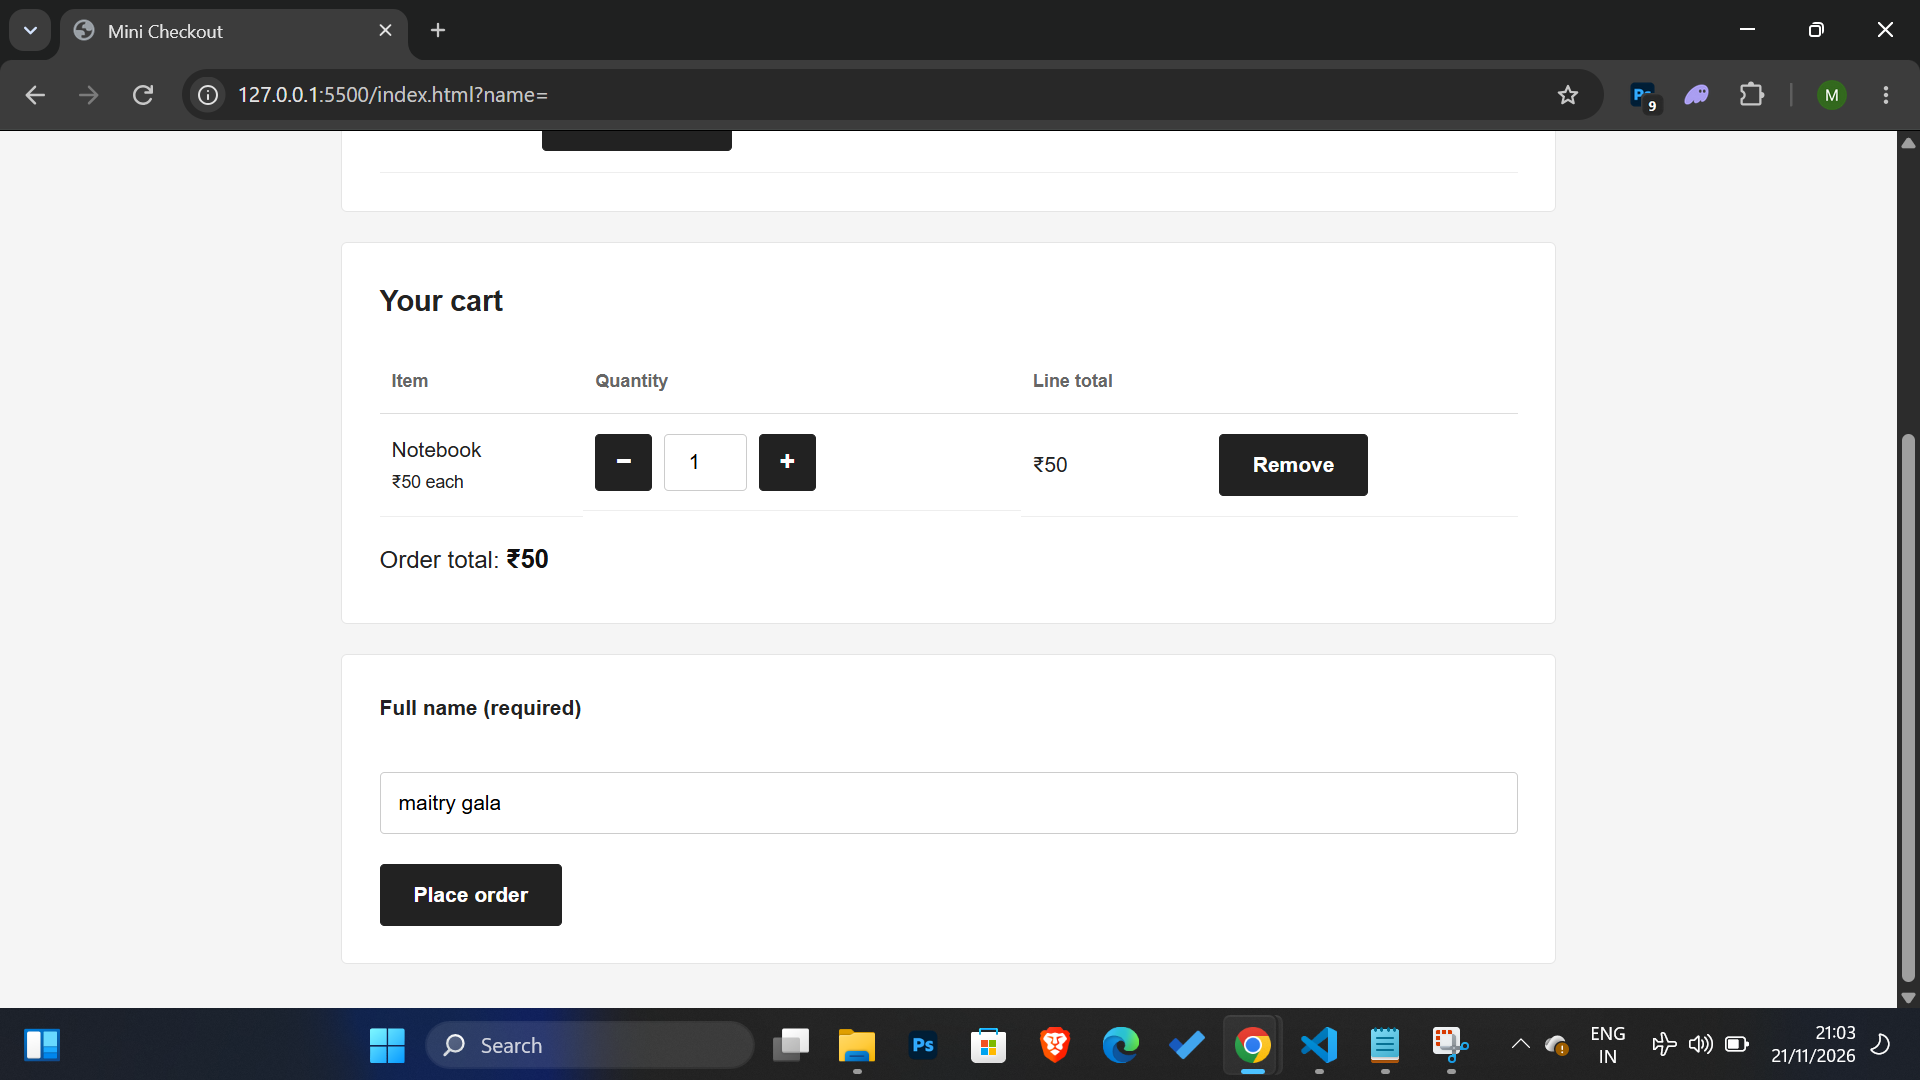 Mini Checkout
127.0.0.1:5500/index.html?name=
9
M
Your cart
Item Quantity Line total
Notebook
₹50 each
− 1 +
₹50
Remove
Order total: ₹50
Full name (required)
maitry gala
Place order
Search
Ps
ENG
IN
21:03
21/11/2026